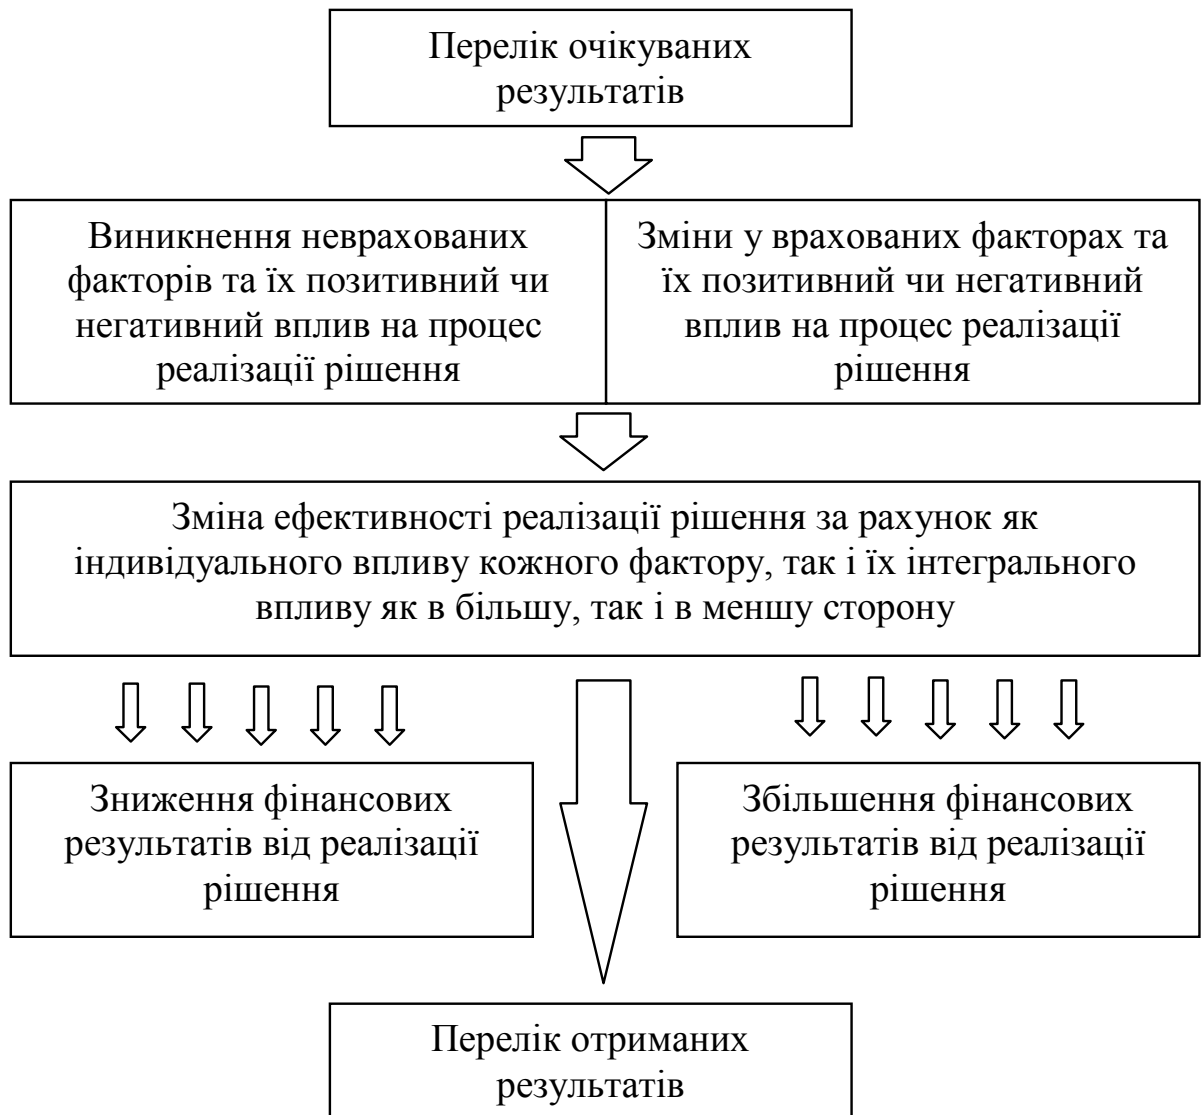 Перелік очікуваних
результатів
Виникнення неврахованих
факторів та їх позитивний чи
негативний вплив на процес
реалізації рішення
Зміни у врахованих факторах та
їх позитивний чи негативний
вплив на процес реалізації
рішення
Зміна ефективності реалізації рішення за рахунок як
індивідуального впливу кожного фактору, так і їх інтегрального
впливу як в більшу, так і в меншу сторону
Зниження фінансових
результатів від реалізації
рішення
Збільшення фінансових
результатів від реалізації
рішення
Перелік отриманих
результатів